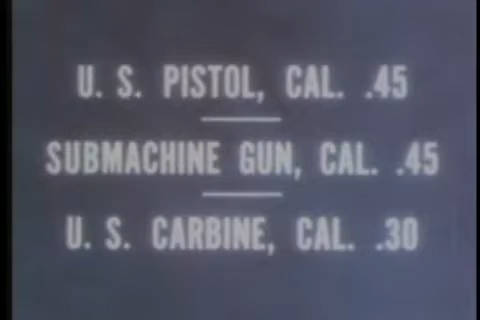 U. S. PISTOL, CAL. .45
SUBMACHINE GUN, CAL. .45
U. S. CARBINE, CAL. .30